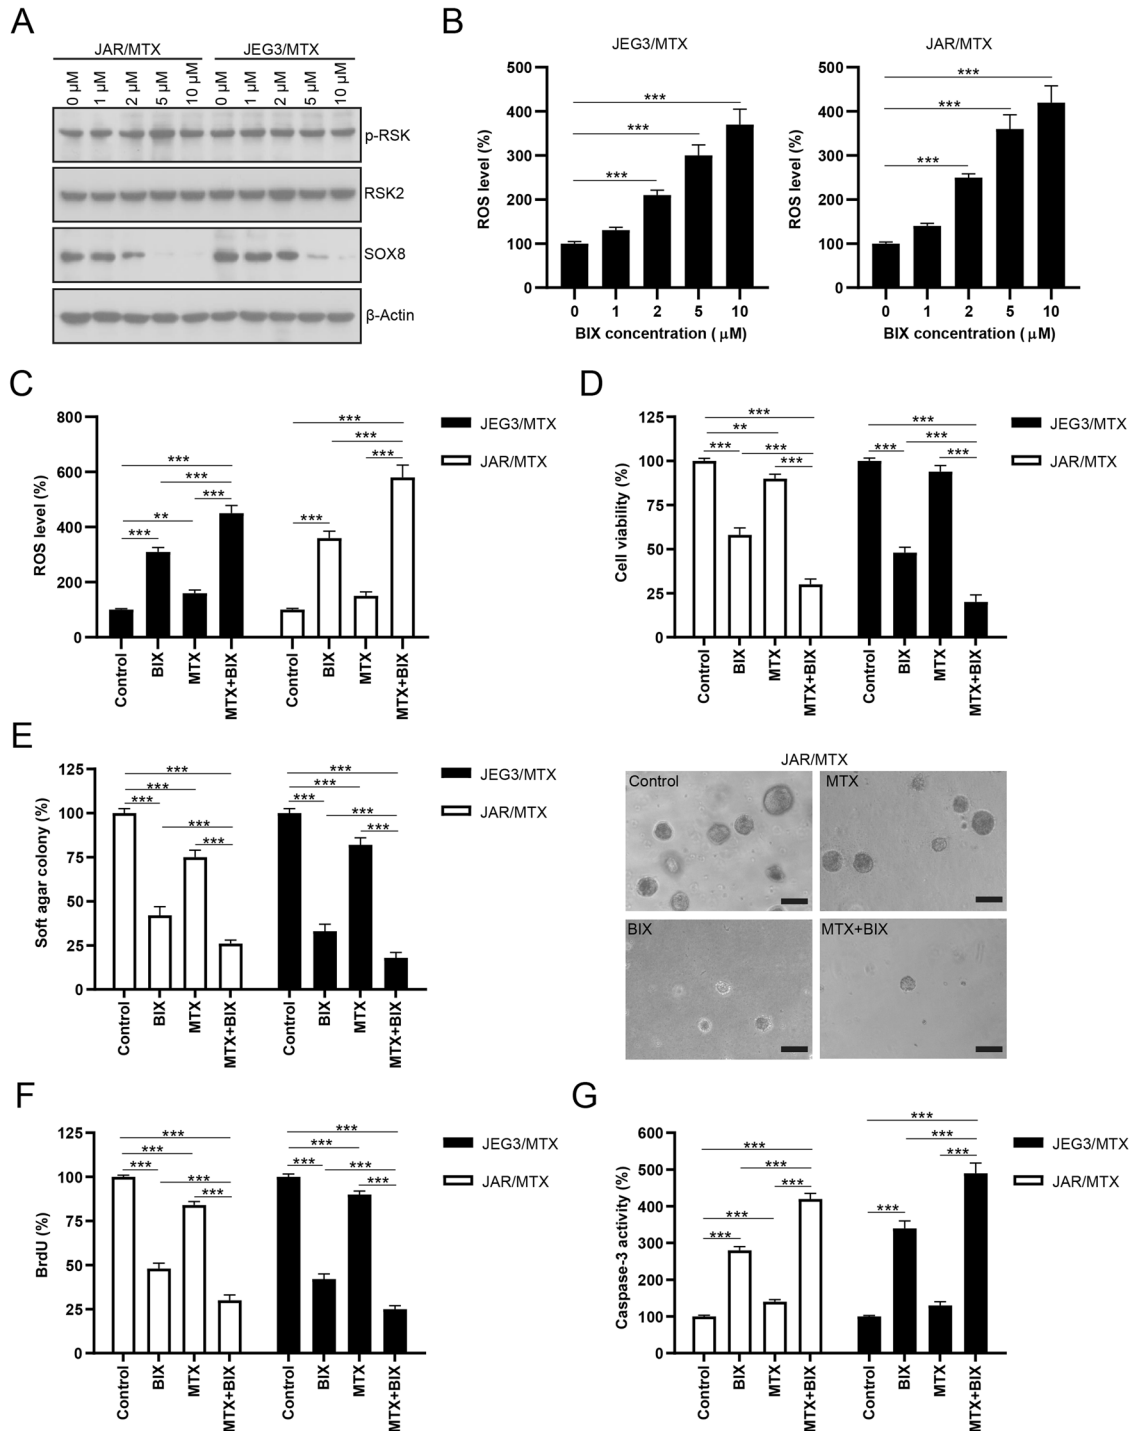 A
JAR/MTX JEG3/MTX
0 µM 1 µM 2 µM 5 µM 10 µM 0 µM 1 µM 2 µM 5 µM 10 µM
p-RSK
RSK2
SOX8
β-Actin
B
JEG3/MTX
ROS level (%)
500
400
300
200
100
0
*** *** ***
0 1 2 5 10
BIX concentration ( µM)
JAR/MTX
ROS level (%)
500
400
300
200
100
0
*** *** ***
0 1 2 5 10
BIX concentration ( µM)
C
ROS level (%)
800
600
400
200
0
*** *** *** ** ***
*** *** *** ***
Control BIX MTX MTX+BIX Control BIX MTX MTX+BIX
JEG3/MTX
JAR/MTX
D
Cell viability (%)
125
100
75
50
25
0
*** ** *** *** ***
*** *** *** ***
Control BIX MTX MTX+BIX Control BIX MTX MTX+BIX
JEG3/MTX
JAR/MTX
E
Soft agar colony (%)
125
100
75
50
25
0
*** *** *** *** ***
*** *** *** *** ***
Control BIX MTX MTX+BIX Control BIX MTX MTX+BIX
JEG3/MTX
JAR/MTX
JAR/MTX
Control MTX
BIX MTX+BIX
F
BrdU (%)
125
100
75
50
25
0
*** *** *** *** ***
*** *** *** *** ***
Control BIX MTX MTX+BIX Control BIX MTX MTX+BIX
JEG3/MTX
JAR/MTX
G
Caspase-3 activity (%)
600
500
400
300
200
100
0
*** *** *** *** ***
*** *** *** ***
Control BIX MTX MTX+BIX Control BIX MTX MTX+BIX
JEG3/MTX
JAR/MTX